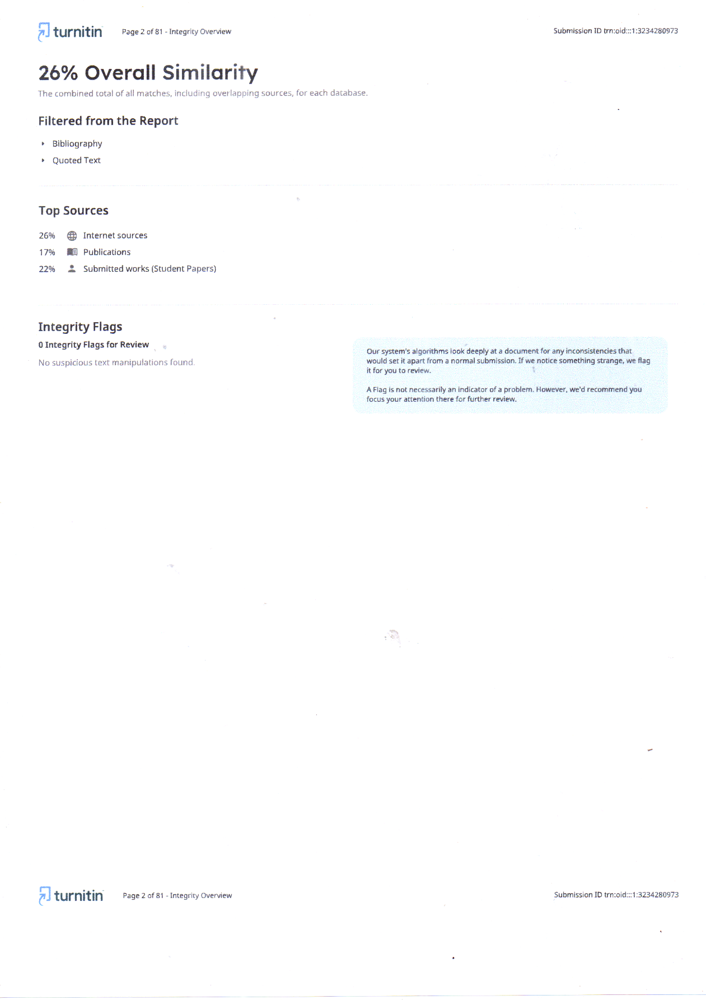 turnitin Page 2 of 81 - Integrity Overview Submission ID trn:oid:::1:3234280973
26% Overall Similarity
The combined total of all matches, including overlapping sources, for each database.
Filtered from the Report
Bibliography
Quoted Text
Top Sources
26% Internet sources
17% Publications
22% Submitted works (Student Papers)
Integrity Flags
0 Integrity Flags for Review
No suspicious text manipulations found.
Our system's algorithms look deeply at a document for any inconsistencies that
would set it apart from a normal submission. If we notice something strange, we flag
it for you to review.
A Flag is not necessarily an indicator of a problem. However, we'd recommend you
focus your attention there for further review.
turnitin Page 2 of 81 - Integrity Overview Submission ID trn:oid:::1:3234280973